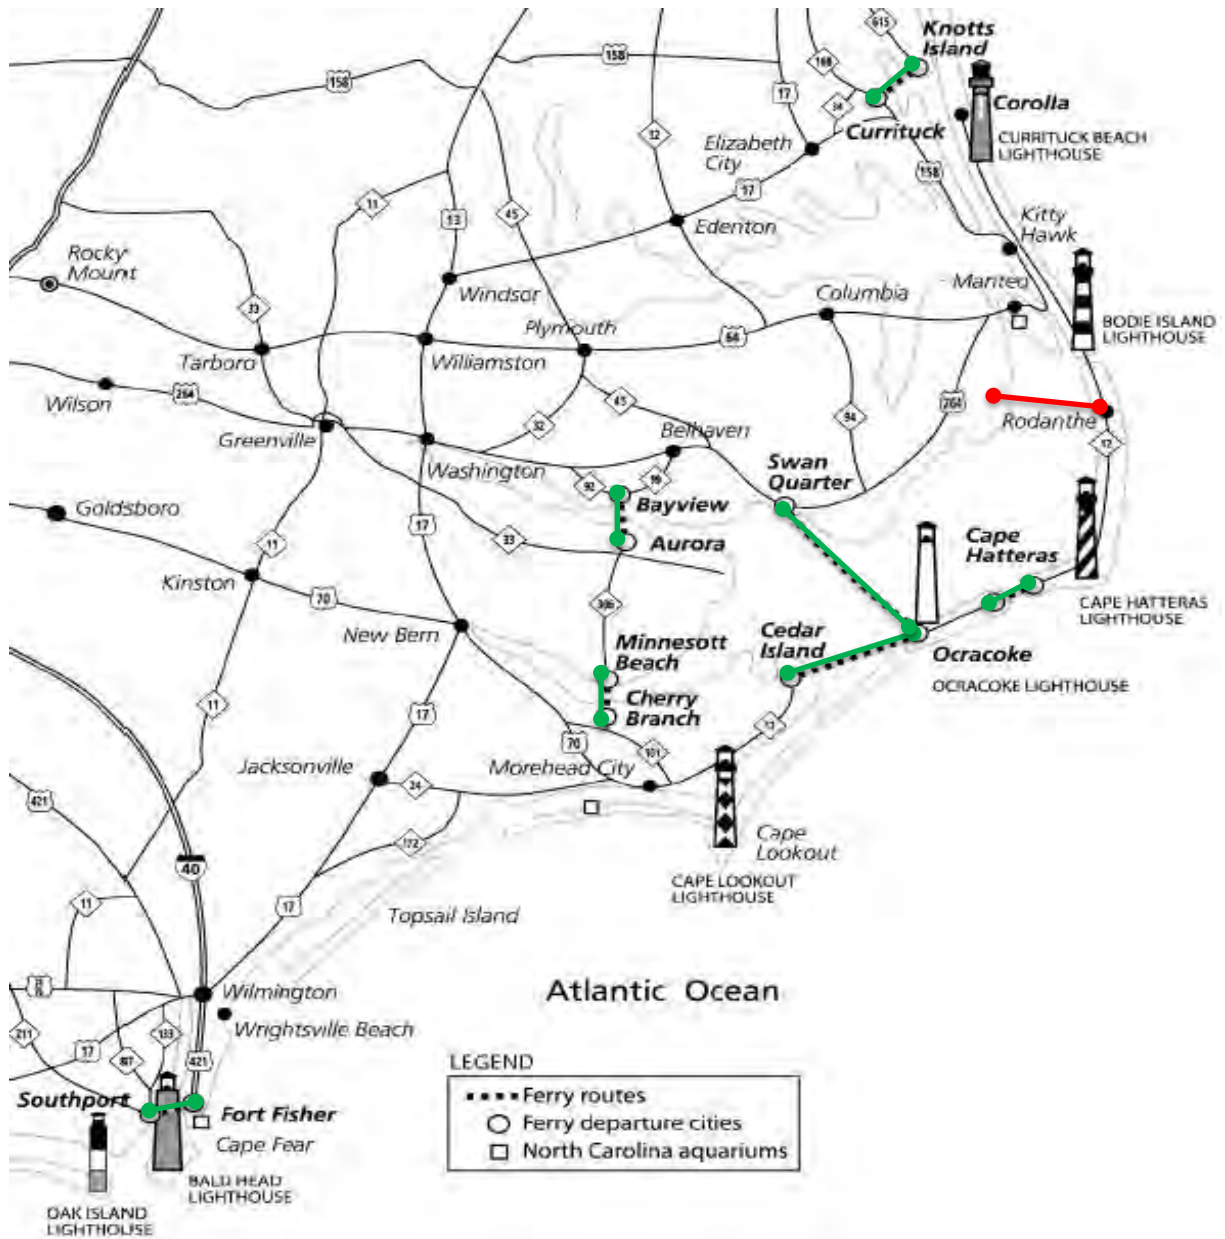 615
Knotts
Island
158
168
158
17
34
Corolla
Currituck
32
Elizabeth
City
CURRITUCK BEACH
LIGHTHOUSE
158
17
11
45
13
Kitty
Hawk
Edenton
Rocky
Mount
Manteo
Windsor
Columbia
33
Plymouth
BODIE ISLAND
LIGHTHOUSE
64
Tarboro
Williamston
Wilson
264
45
264
Rodanthe
94
32
Greenville
Belhaven
12
Washington
Swan
Quarter
92
99
Bayview
Goldsboro
17
33
Aurora
Cape
Hatteras
11
Kinston
70
306
CAPE HATTERAS
LIGHTHOUSE
New Bern
Minnesott
Beach
Cedar
Island
Ocracoke
OCRACOKE LIGHTHOUSE
11
17
Cherry
Branch
70
101
Jacksonville
Morehead City
24
421
172
Cape
Lookout
40
CAPE LOOKOUT
LIGHTHOUSE
11
17
Topsail Island
Wilmington
Atlantic Ocean
Wrightsville Beach
211
133
17
87
421
LEGEND
Ferry routes
Ferry departure cities
North Carolina aquariums
Southport
Fort Fisher
Cape Fear
BALD HEAD
LIGHTHOUSE
OAK ISLAND
LIGHTHOUSE